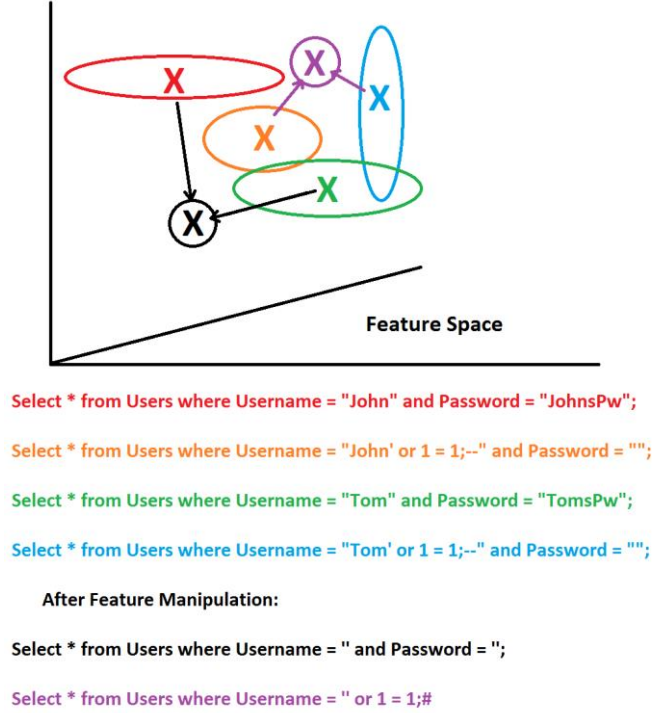 X
X
X
X
X
X
Feature Space
Select * from Users where Username = "John" and Password = "JohnsPw";
Select * from Users where Username = "John' or 1 = 1;--" and Password = "";
Select * from Users where Username = "Tom" and Password = "TomsPw";
Select * from Users where Username = "Tom' or 1 = 1;--" and Password = "";
After Feature Manipulation:
Select * from Users where Username = '' and Password = '';
Select * from Users where Username = '' or 1 = 1;#